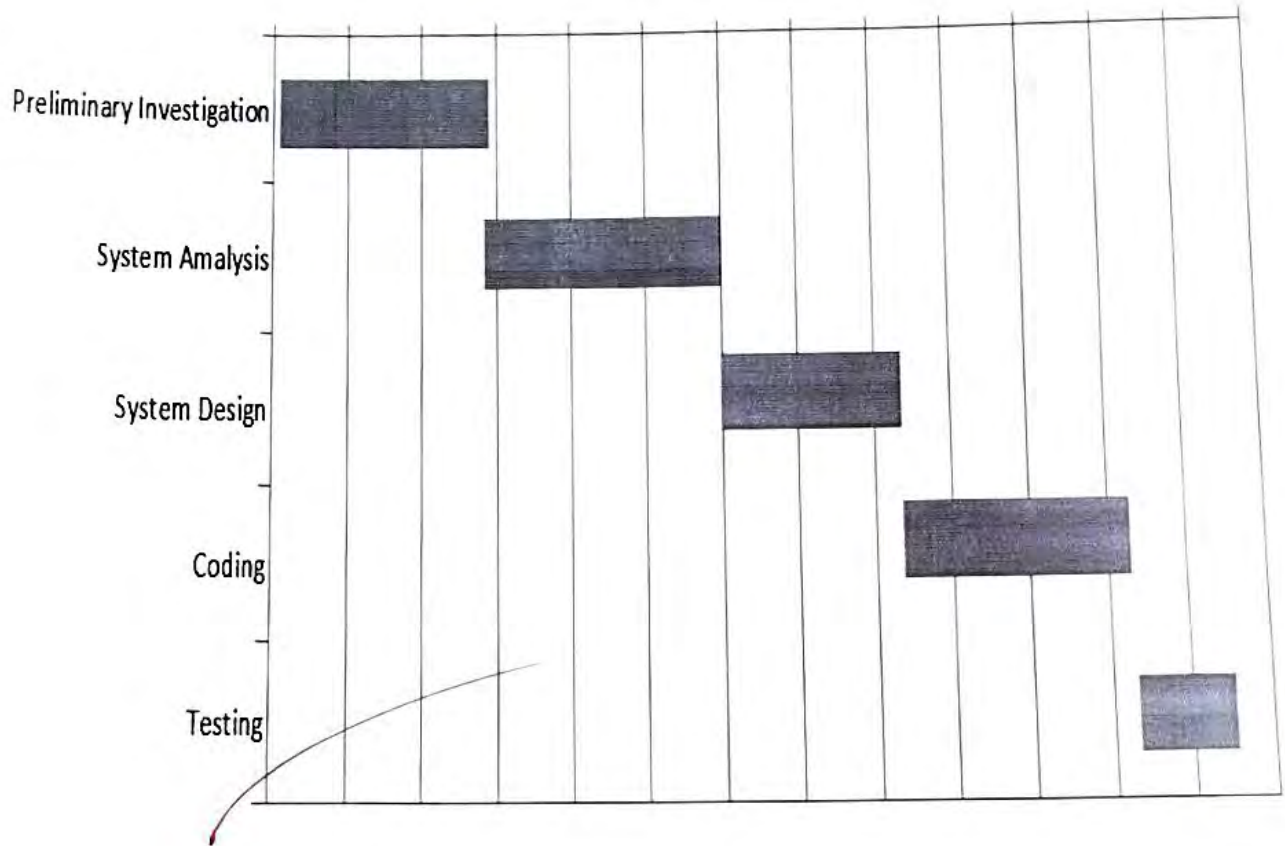 Preliminary Investigation
System Amalysis
System Design
Coding
Testing